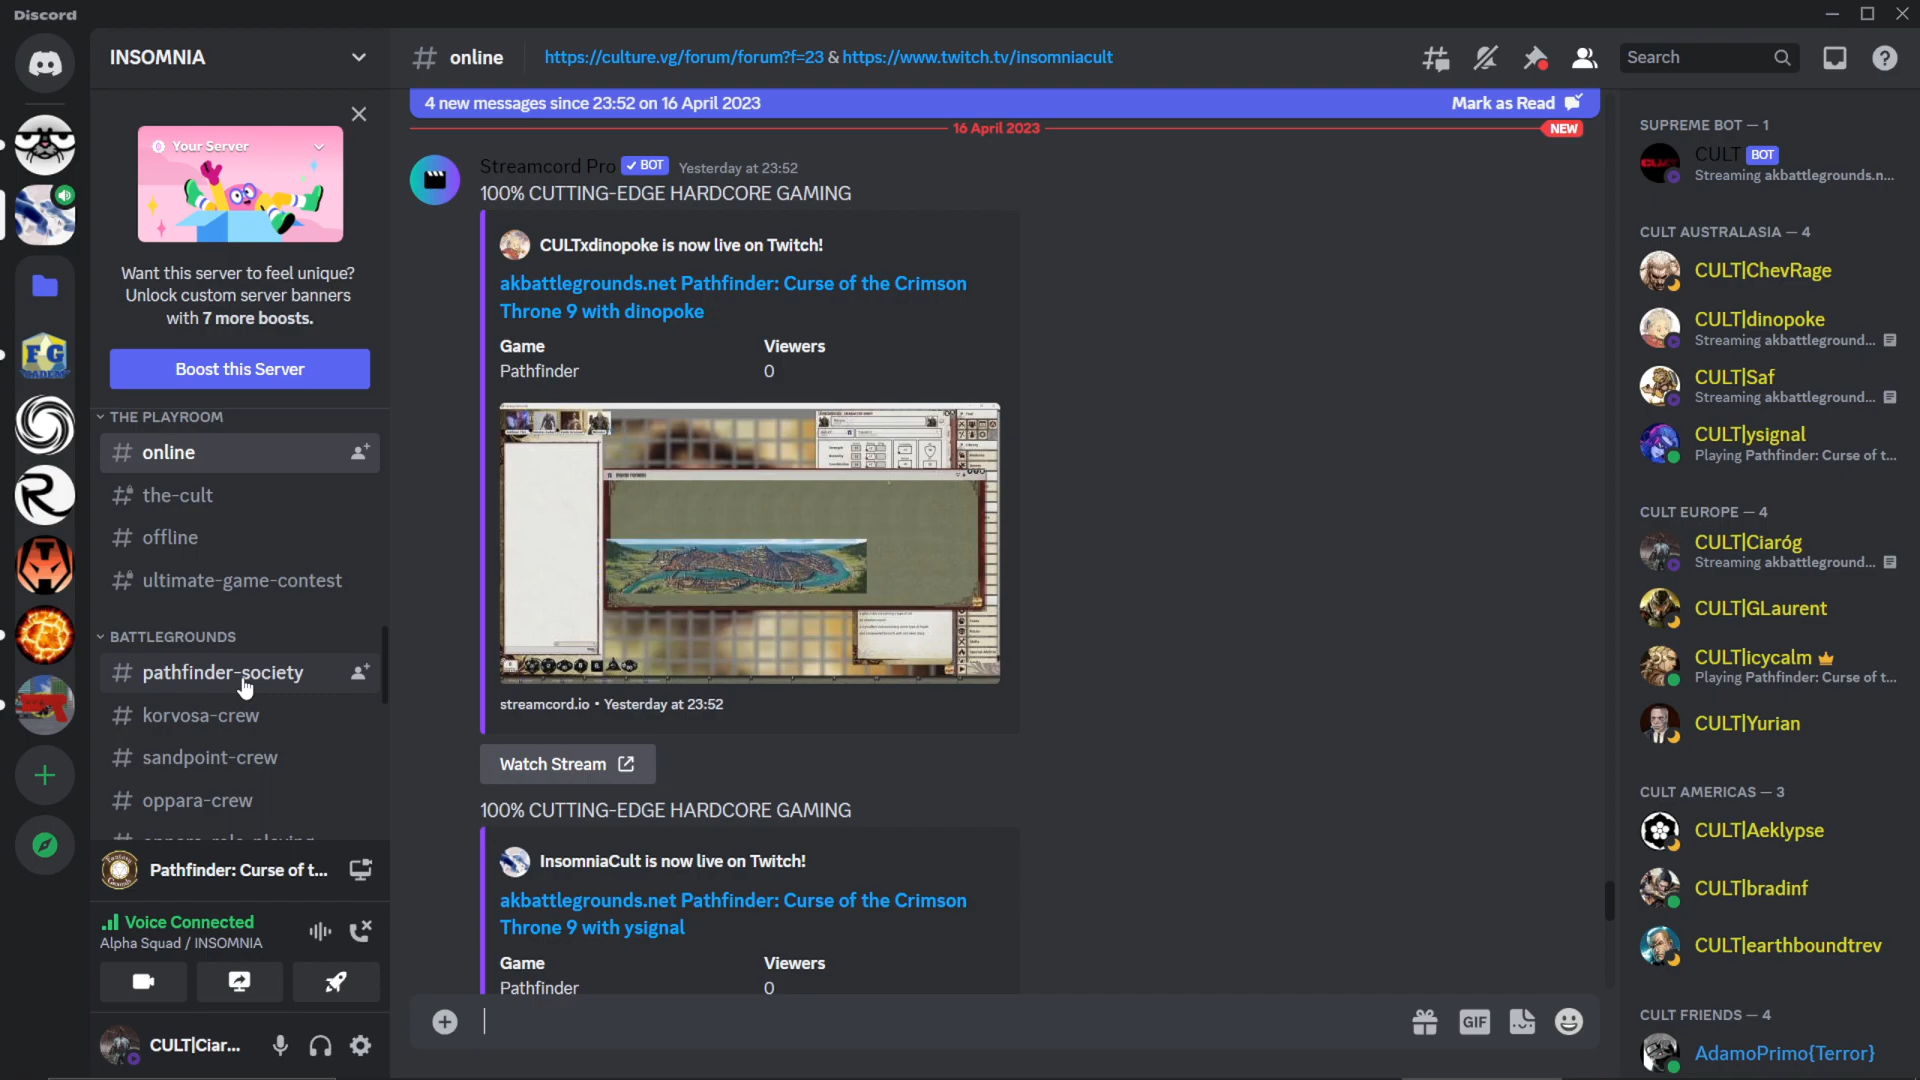 Discord
INSOMNIA
Your Server
Want this server to feel unique?
Unlock custom server banners
with 7 more boosts.
Boost this Server
THE PLAYROOM
online
the-cult
offline
ultimate-game-contest
BATTLEGROUNDS
pathfinder-society
korvosa-crew
sandpoint-crew
oppara-crew
Pathfinder: Curse of t...
Voice Connected
Alpha Squad / INSOMNIA
CULT|Ciar...
# online
https://culture.vg/forum/forum?f=23 & https://www.twitch.tv/insomniacult
Search
4 new messages since 23:52 on 16 April 2023
Mark as Read
16 April 2023
NEW
Streamcord Pro ✓ BOT Yesterday at 23:52
100% CUTTING-EDGE HARDCORE GAMING
CULTxdinopoke is now live on Twitch!
akbattlegrounds.net Pathfinder: Curse of the Crimson
Throne 9 with dinopoke
Game Viewers
Pathfinder 0
streamcord.io • Yesterday at 23:52
Watch Stream
100% CUTTING-EDGE HARDCORE GAMING
InsomniaCult is now live on Twitch!
akbattlegrounds.net Pathfinder: Curse of the Crimson
Throne 9 with ysignal
Game Viewers
Pathfinder 0
GIF
SUPREME BOT — 1
CULT BOT
Streaming akbattlegrounds.n...
CULT AUSTRALASIA — 4
CULT|ChevRage
CULT|dinopoke
Streaming akbattleground...
CULT|Saf
Streaming akbattleground...
CULT|ysignal
Playing Pathfinder: Curse of t...
CULT EUROPE — 4
CULT|Ciaróg
Streaming akbattleground...
CULT|GLaurent
CULT|icycalm
Playing Pathfinder: Curse of t...
CULT|Yurian
CULT AMERICAS — 3
CULT|Aeklypse
CULT|bradinf
CULT|earthboundtrev
CULT FRIENDS — 4
AdamoPrimo{Terror}